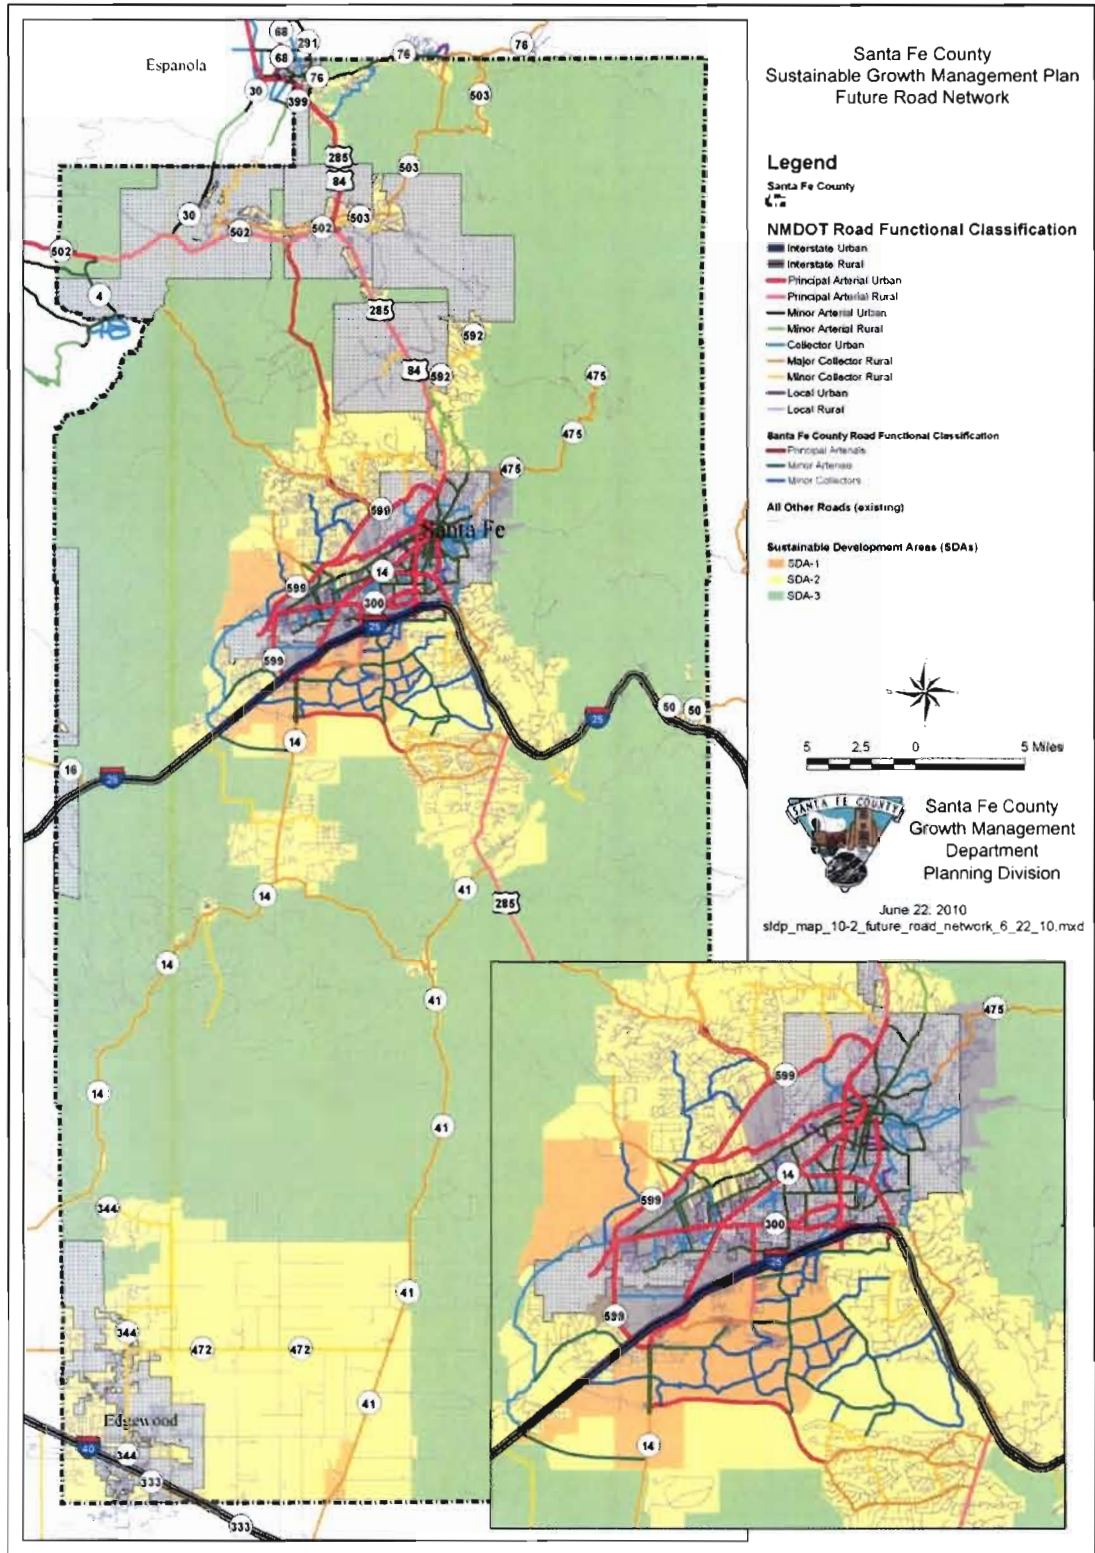 Santa Fe County
Sustainable Growth Management Plan
Future Road Network
Legend
Santa Fe County
NMDOT Road Functional Classification
Interstate Urban
Interstate Rural
Principal Arterial Urban
Principal Arterial Rural
Minor Arterial Urban
Minor Arterial Rural
Collector Urban
Major Collector Rural
Minor Collector Rural
Local Urban
Local Rural
Santa Fe County Road Functional Classification
Principal Arterials
Minor Arterials
Minor Collectors
All Other Roads (existing)
Sustainable Development Areas (SDAs)
SDA-1
SDA-2
SDA-3
5 2.5 0 5 Miles
SANTA FE COUNTY
Santa Fe County
Growth Management
Department
Planning Division
June 22, 2010
sldp_map_10-2_future_road_network_6_22_10.mxd
68
291
68
76
76
76
Espanola
30
399
503
285
84
503
30
502
502
503
502
4
285
592
84
592
475
475
475
599
Santa Fe
14
599
300
25
599
50
50
25
14
16
25
14
41
285
14
41
14
41
344
41
344
472
472
41
Edgewood
40
344
333
333
475
599
14
599
300
25
599
14